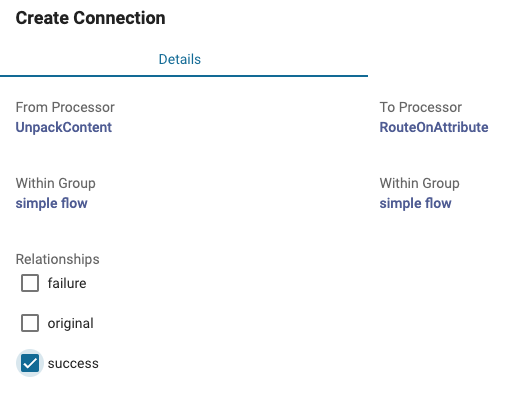 Create Connection
Details
From Processor
UnpackContent
To Processor
RouteOnAttribute
Within Group
simple flow
Within Group
simple flow
Relationships
failure
original
success